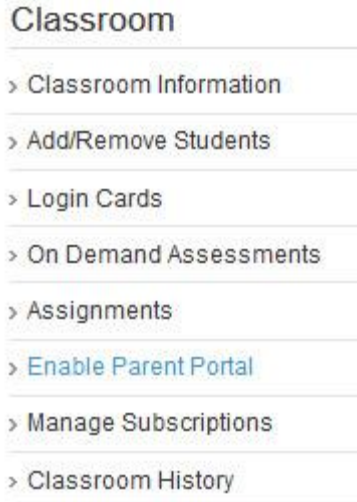 Classroom
> Classroom Information
> Add/Remove Students
> Login Cards
> On Demand Assessments
> Assignments
> Enable Parent Portal
> Manage Subscriptions
> Classroom History